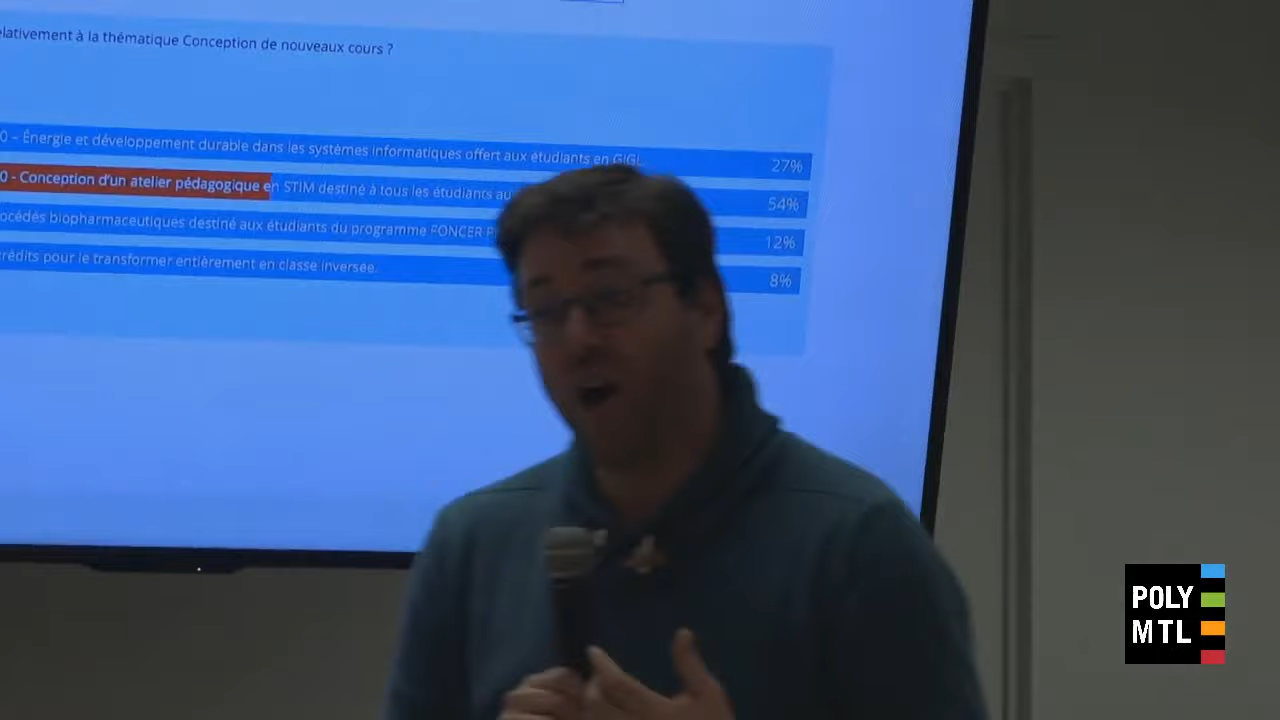 elativement à la thématique Conception de nouveaux cours ?
0 – Énergie et développement durable dans les systèmes informatiques offert aux étudiants en GIGL. 27%
0 - Conception d'un atelier pédagogique en STIM destiné à tous les étudiants au 54%
océdés biopharmaceutiques destiné aux étudiants du programme FONCER 12%
crédits pour le transformer entièrement en classe inversée. 8%
POLY
MTL